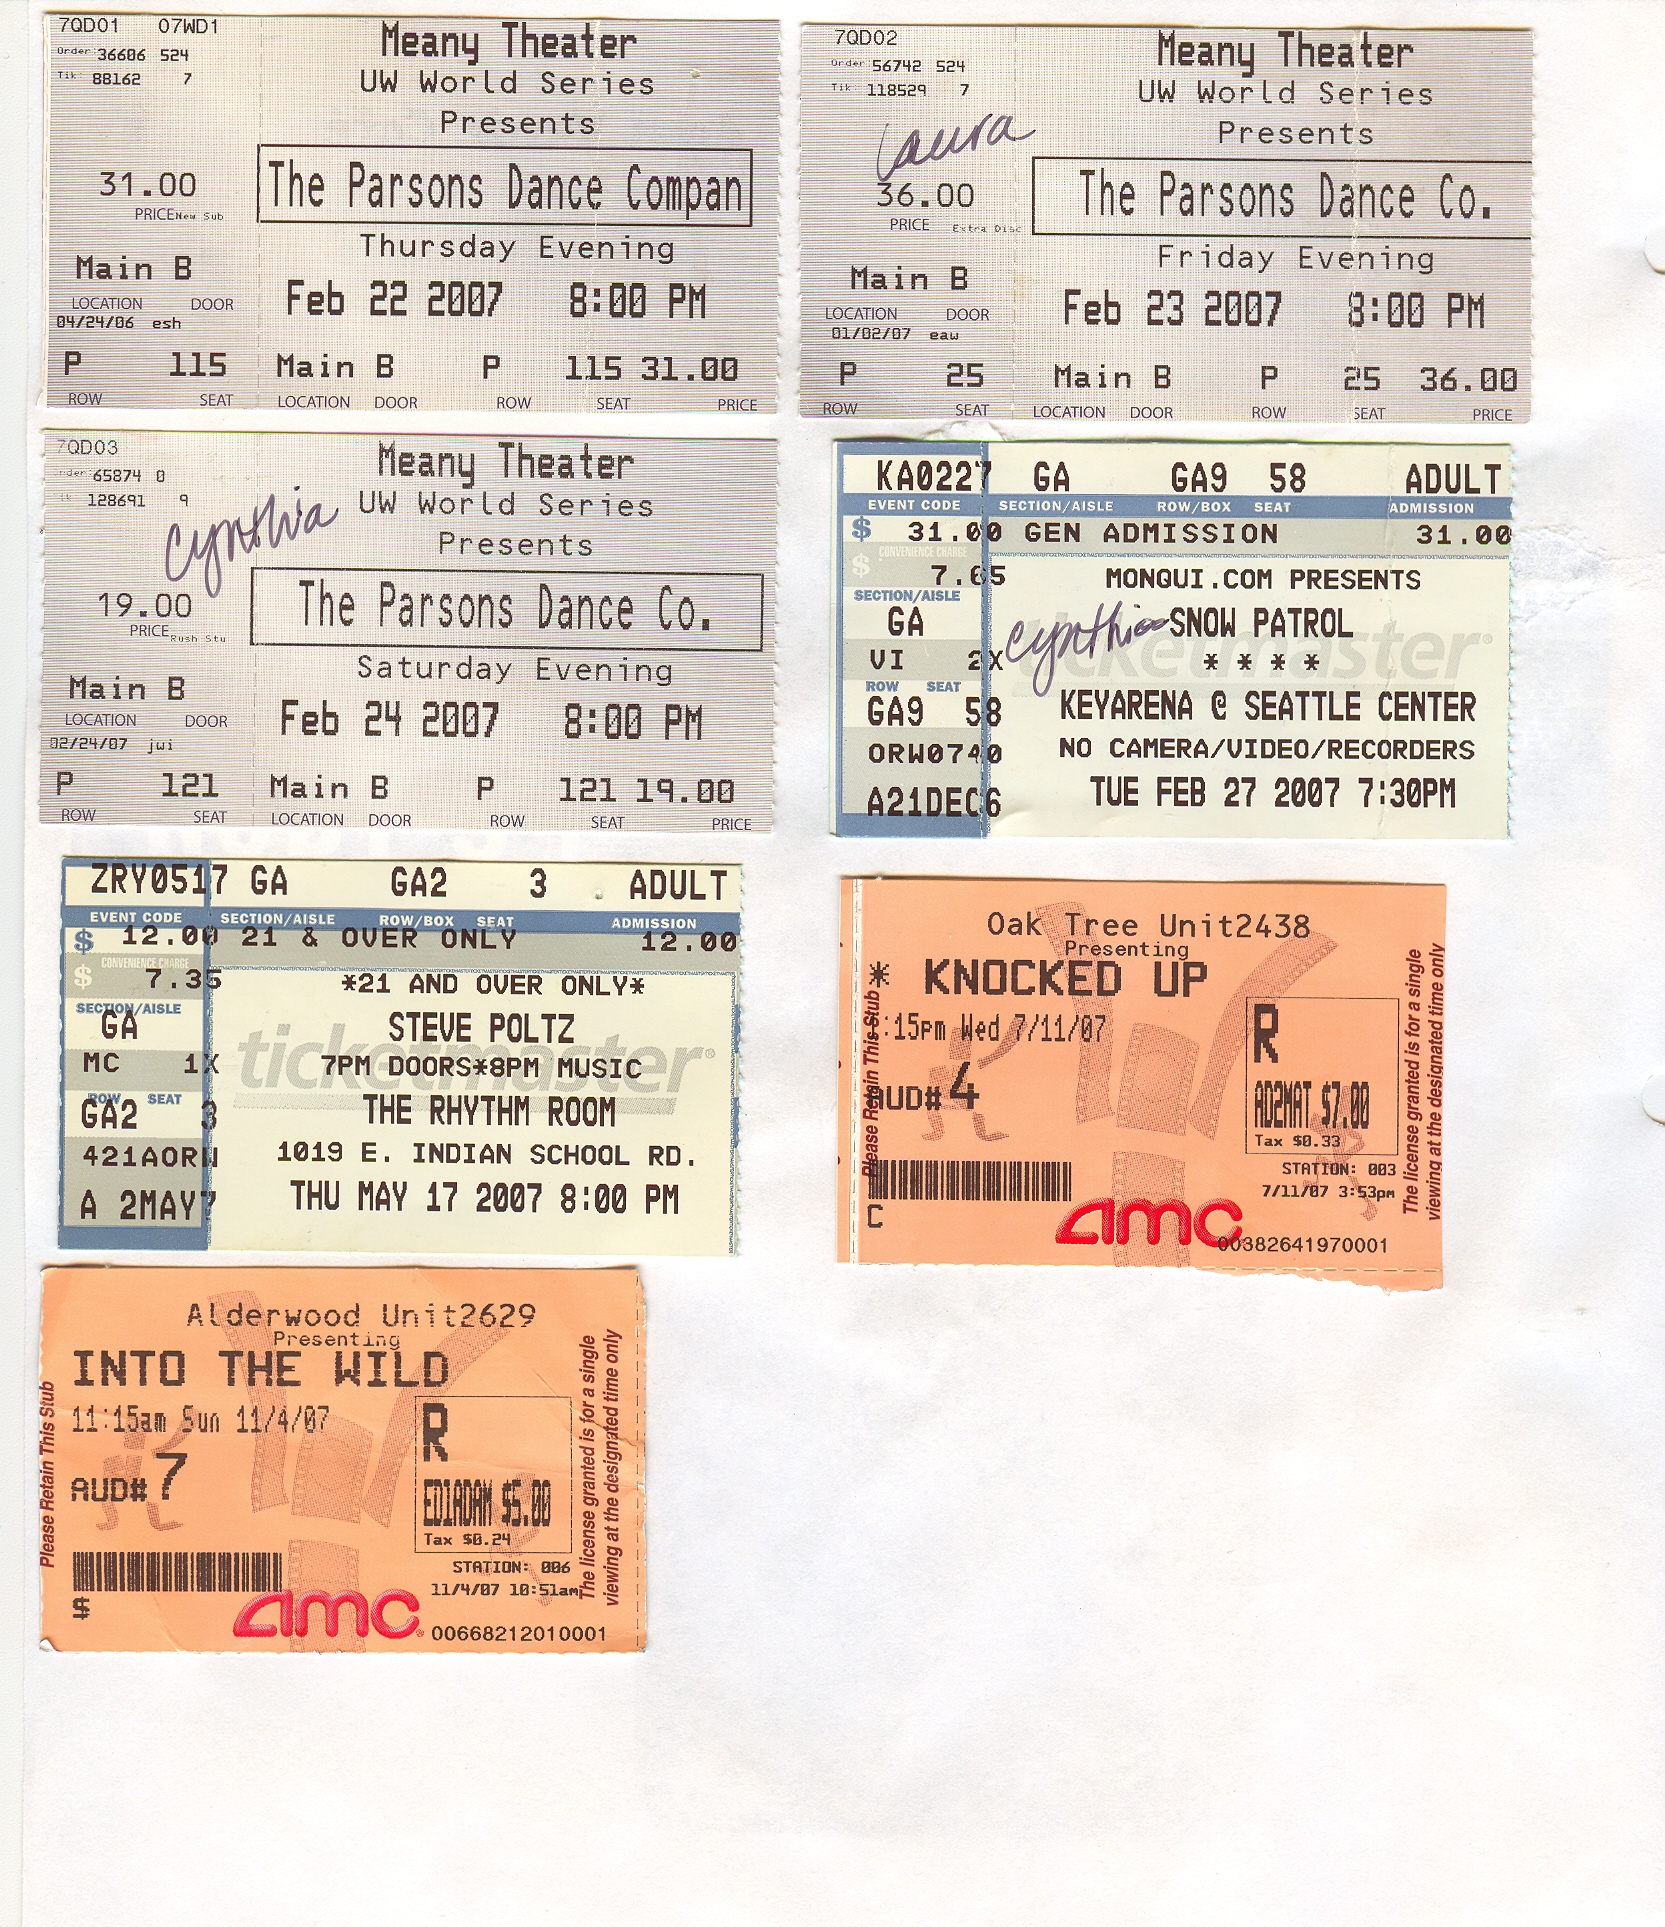 7QD01 07WD1
Order: 36606 524
Tik: 88162 7
31.00
PRICE New Sub
Main B
LOCATION DOOR
04/24/06 esh
P 115
ROW SEAT
Meany Theater
UW World Series
Presents
The Parsons Dance Compan
Thursday Evening
Feb 22 2007 8:00 PM
Main B P 115 31.00
LOCATION DOOR ROW SEAT PRICE
7QD02
Order: 56742 524
Tik: 118529 7
Laura
36.00
PRICE Extra Disc
Main B
LOCATION DOOR
01/02/07 eaw
P 25
ROW SEAT
Meany Theater
UW World Series
Presents
The Parsons Dance Co.
Friday Evening
Feb 23 2007 8:00 PM
Main B P 25 36.00
LOCATION DOOR ROW SEAT PRICE
7QD03
rder: 65874 0
128691 9
Cynthia
19.00
PRICE Rush Stu
Main B
LOCATION DOOR
02/24/07 jwi
P 121
ROW SEAT
Meany Theater
UW World Series
Presents
The Parsons Dance Co.
Saturday Evening
Feb 24 2007 8:00 PM
Main B P 121 19.00
LOCATION DOOR ROW SEAT PRICE
KA0227 GA GA9 58 ADULT
EVENT CODE SECTION/AISLE ROW/BOX SEAT ADMISSION
$ 31.00 GEN ADMISSION 31.00
CONVENIENCE CHARGE
$ 7.65
SECTION/AISLE
GA
VI 2X
ROW SEAT
GA9 58
ORW0740
A21DEC6
MONQUI.COM PRESENTS
Cynthia
SNOW PATROL
ticketmaster
* * * *
KEYARENA @ SEATTLE CENTER
NO CAMERA/VIDEO/RECORDERS
TUE FEB 27 2007 7:30PM
ZRY0517 GA GA2 3 ADULT
EVENT CODE SECTION/AISLE ROW/BOX SEAT ADMISSION
$ 12.00 21 & OVER ONLY 12.00
CONVENIENCE CHARGE
$ 7.35
SECTION/AISLE
GA
MC 1X
ROW SEAT
GA2 3
421AORW
A 2MAY7
*21 AND OVER ONLY*
STEVE POLTZ
ticketmaster
7PM DOORS*8PM MUSIC
THE RHYTHM ROOM
1019 E. INDIAN SCHOOL RD.
THU MAY 17 2007 8:00 PM
Oak Tree Unit2438
Presenting
* KNOCKED UP
:15pm Wed 7/11/07
AUD# 4
R
AD2MAT $7.00
Tax $0.33
STATION: 003
7/11/07 3:53pm
C
amc
00382641970001
Please Retain This Stub
The license granted is for a single
viewing at the designated time only
Alderwood Unit2629
Presenting
INTO THE WILD
11:15am Sun 11/4/07
AUD# 7
R
ED1ADAM $5.00
Tax $0.24
STATION: 006
11/4/07 10:51am
$
amc
00668212010001
Please Retain This Stub
The license granted is for a single
viewing at the designated time only